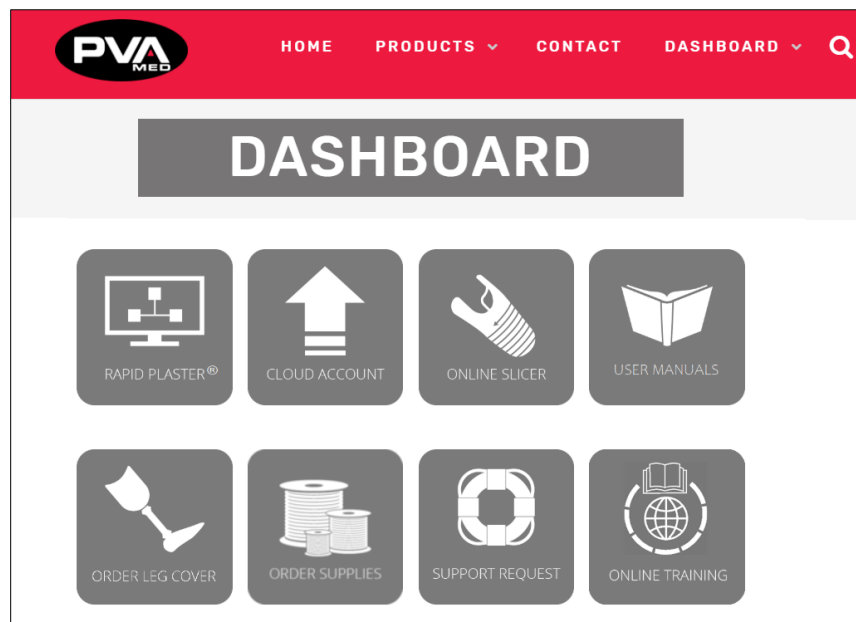 PVA
MED
HOME PRODUCTS CONTACT DASHBOARD
DASHBOARD
RAPID PLASTER® CLOUD ACCOUNT ONLINE SLICER USER MANUALS
ORDER LEG COVER ORDER SUPPLIES SUPPORT REQUEST ONLINE TRAINING